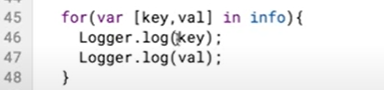 45 for(var [key,val] in info){
46 Logger.log(key);
47 Logger.log(val);
48 }